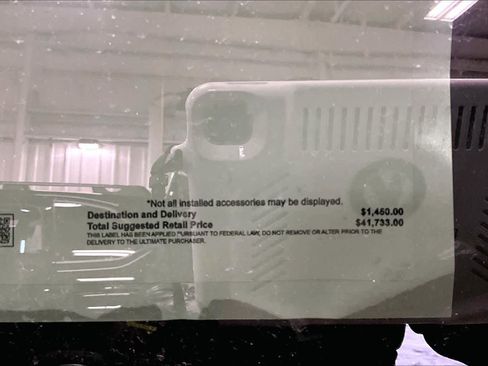 *Not all installed accessories may be displayed.
Destination and Delivery $1,460.00
Total Suggested Retail Price $41,733.00
THIS LABEL HAS BEEN APPLIED PURSUANT TO FEDERAL LAW, DO NOT REMOVE OR ALTER PRIOR TO THE
DELIVERY TO THE ULTIMATE PURCHASER.